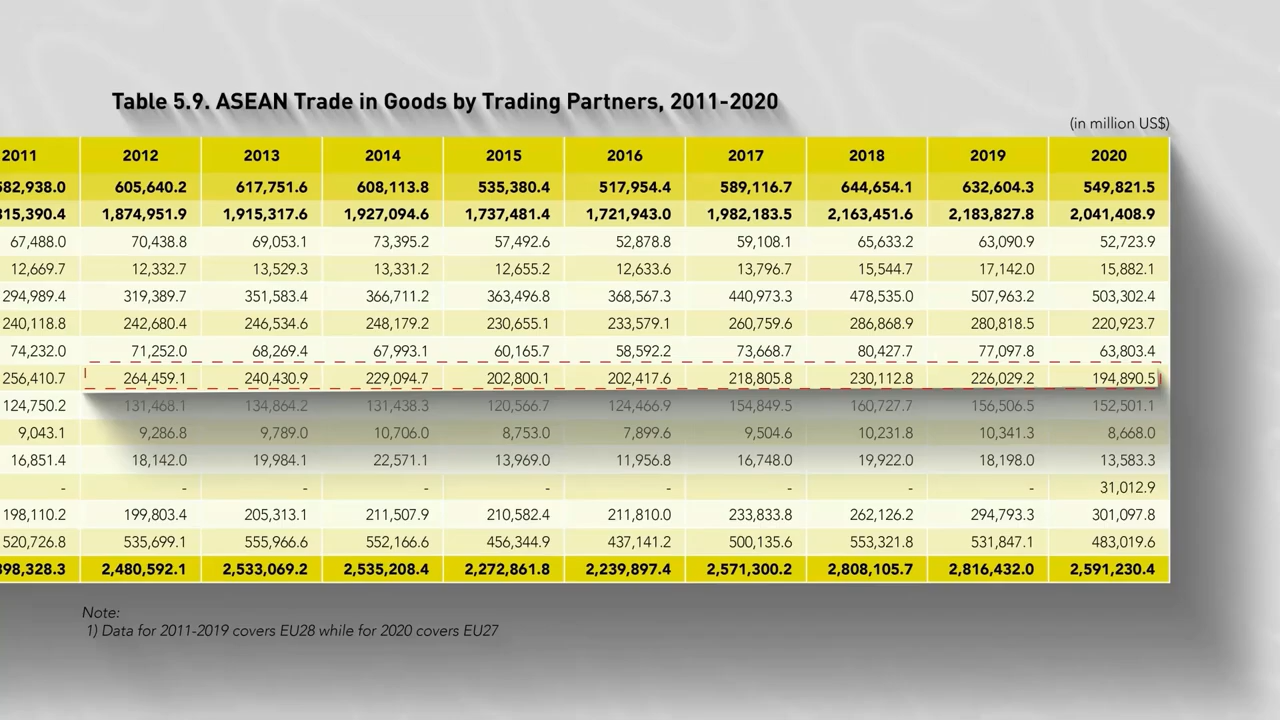 Table 5.9. ASEAN Trade in Goods by Trading Partners, 2011-2020
(in million US$)
2011 2012 2013 2014 2015 2016 2017 2018 2019 2020
582,938.0 605,640.2 617,751.6 608,113.8 535,380.4 517,954.4 589,116.7 644,654.1 632,604.3 549,821.5
815,390.4 1,874,951.9 1,915,317.6 1,927,094.6 1,737,481.4 1,721,943.0 1,982,183.5 2,163,451.6 2,183,827.8 2,041,408.9
67,488.0 70,438.8 69,053.1 73,395.2 57,492.6 52,878.8 59,108.1 65,633.2 63,090.9 52,723.9
12,669.7 12,332.7 13,529.3 13,331.2 12,655.2 12,633.6 13,796.7 15,544.7 17,142.0 15,882.1
294,989.4 319,389.7 351,583.4 366,711.2 363,496.8 368,567.3 440,973.3 478,535.0 507,963.2 503,302.4
240,118.8 242,680.4 246,534.6 248,179.2 230,655.1 233,579.1 260,759.6 286,868.9 280,818.5 220,923.7
74,232.0 71,252.0 68,269.4 67,993.1 60,165.7 58,592.2 73,668.7 80,427.7 77,097.8 63,803.4
256,410.7 264,459.1 240,430.9 229,094.7 202,800.1 202,417.6 218,805.8 230,112.8 226,029.2 194,890.5
124,750.2 131,468.1 134,864.2 131,438.3 120,566.7 124,466.9 154,849.5 160,727.7 156,506.5 152,501.1
9,043.1 9,286.8 9,789.0 10,706.0 8,753.0 7,899.6 9,504.6 10,231.8 10,341.3 8,668.0
16,851.4 18,142.0 19,984.1 22,571.1 13,969.0 11,956.8 16,748.0 19,922.0 18,198.0 13,583.3
- - - - - - - - - 31,012.9
198,110.2 199,803.4 205,313.1 211,507.9 210,582.4 211,810.0 233,833.8 262,126.2 294,793.3 301,097.8
520,726.8 535,699.1 555,966.6 552,166.6 456,344.9 437,141.2 500,135.6 553,321.8 531,847.1 483,019.6
398,328.3 2,480,592.1 2,533,069.2 2,535,208.4 2,272,861.8 2,239,897.4 2,571,300.2 2,808,105.7 2,816,432.0 2,591,230.4
Note:
1) Data for 2011-2019 covers EU28 while for 2020 covers EU27